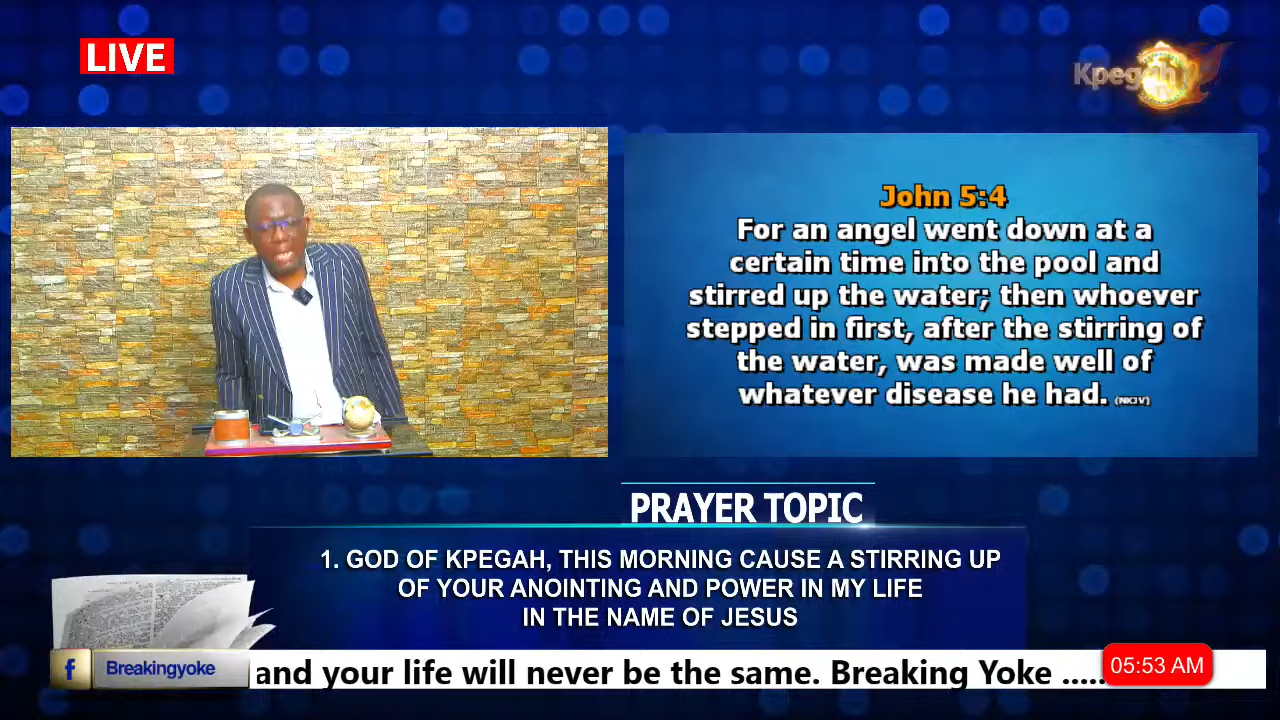 LIVE
Kpegah TV
John 5:4
For an angel went down at a
certain time into the pool and
stirred up the water; then whoever
stepped in first, after the stirring of
the water, was made well of
whatever disease he had. (NKJV)
PRAYER TOPIC
1. GOD OF KPEGAH, THIS MORNING CAUSE A STIRRING UP
OF YOUR ANOINTING AND POWER IN MY LIFE
IN THE NAME OF JESUS
f Breakingyoke
and your life will never be the same. Breaking Yoke .....
05:53 AM